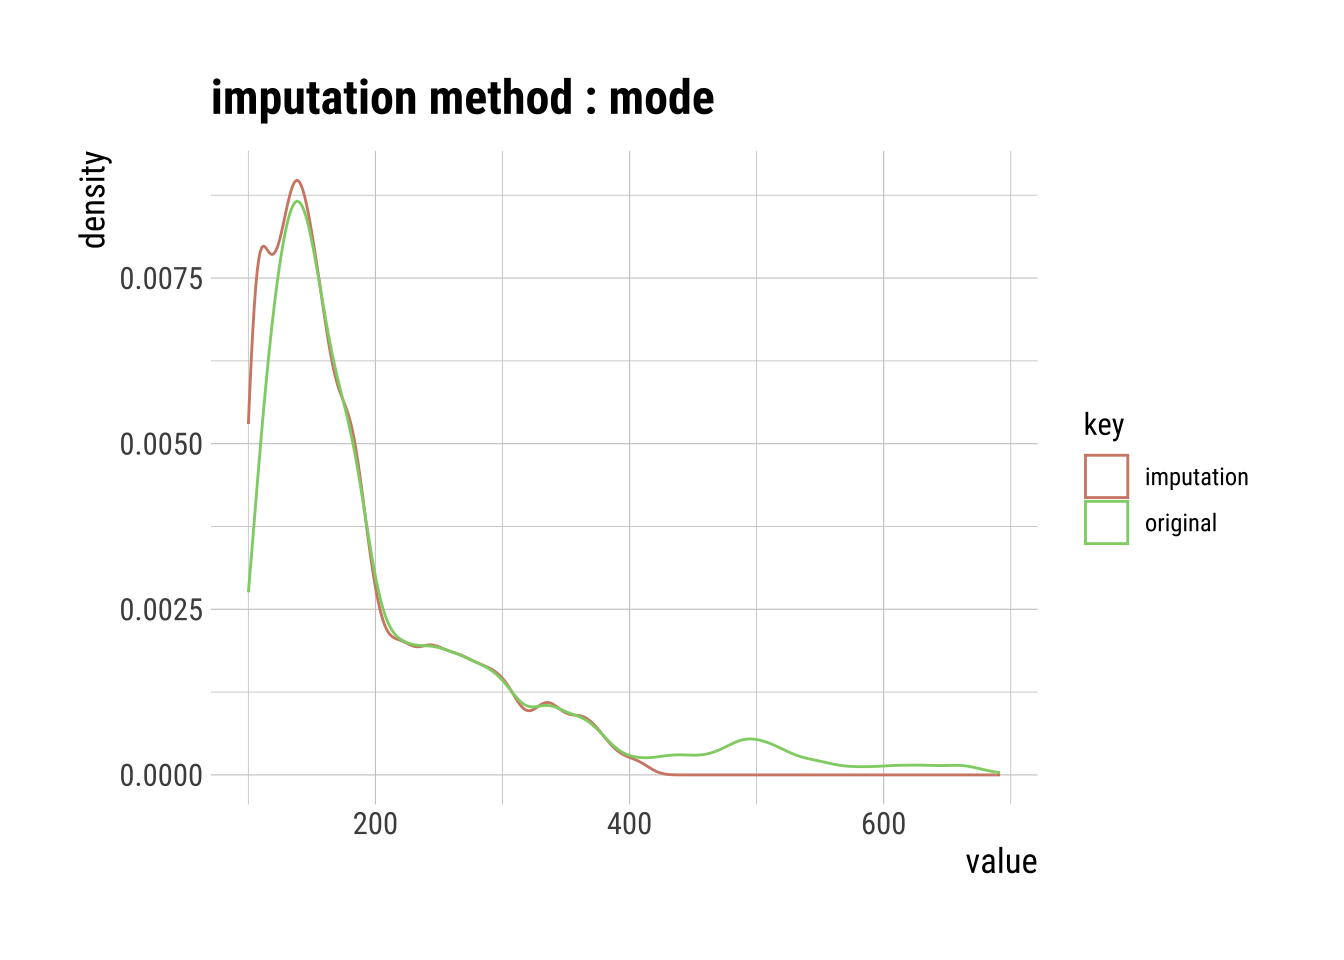 imputation method : mode
density
0.0075
0.0050
0.0025
0.0000
200 400 600
value
key
imputation
original